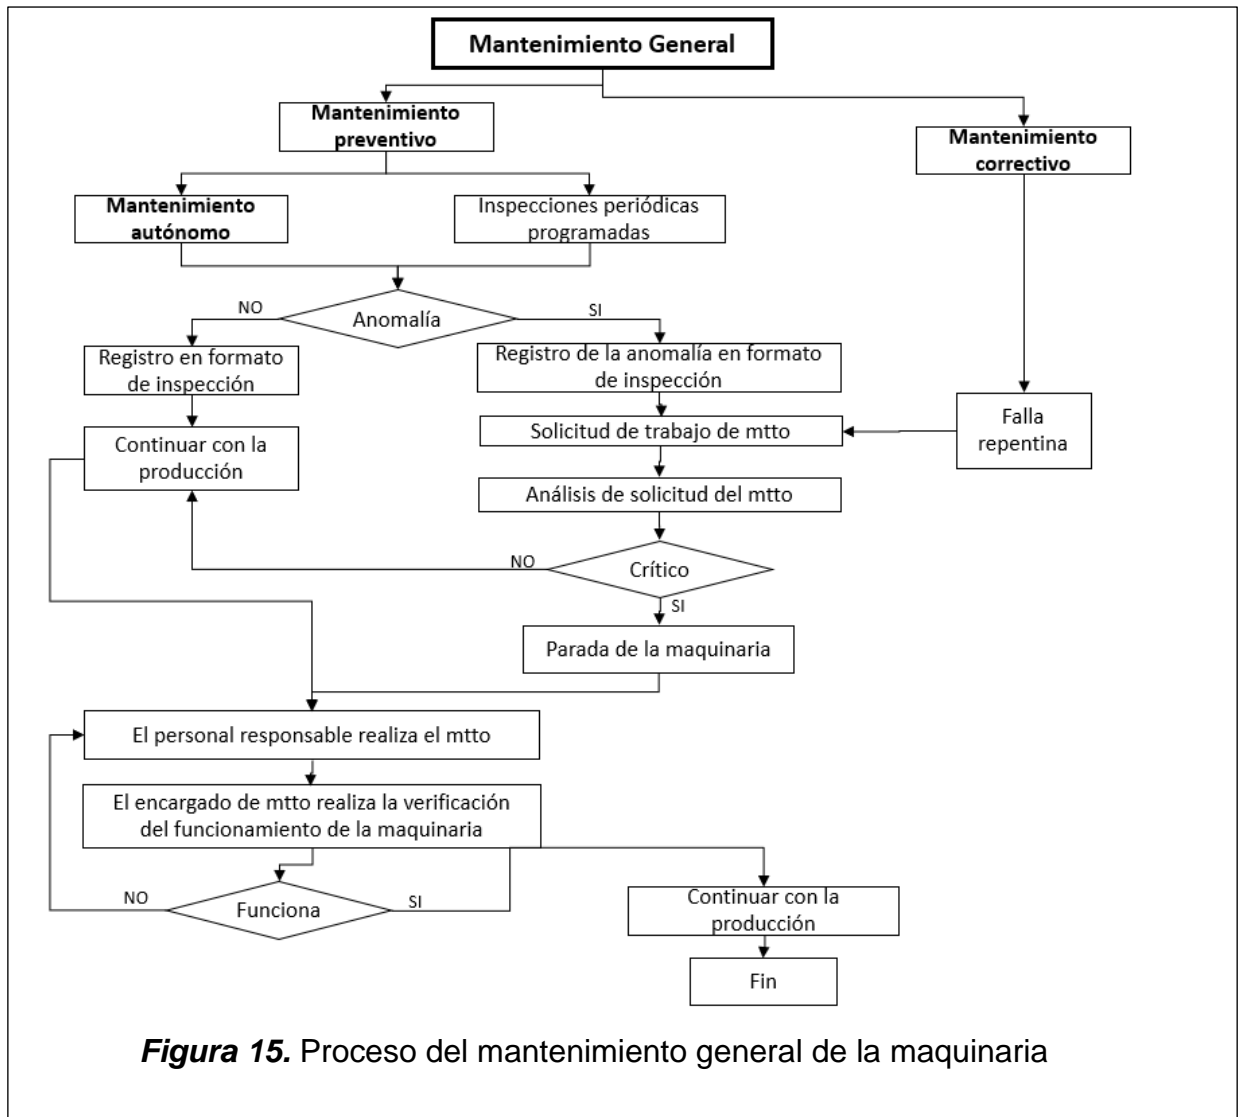 Mantenimiento General
Mantenimiento
preventivo
Mantenimiento
correctivo
Mantenimiento
autónomo
Inspecciones periódicas
programadas
NO
Anomalía
SI
Registro en formato
de inspección
Registro de la anomalía en formato
de inspección
Continuar con la
producción
Solicitud de trabajo de mtto
Falla
repentina
Análisis de solicitud del mtto
NO
Crítico
SI
Parada de la maquinaria
El personal responsable realiza el mtto
El encargado de mtto realiza la verificación
del funcionamiento de la maquinaria
NO
Funciona
SI
Continuar con la
producción
Fin
Figura 15. Proceso del mantenimiento general de la maquinaria